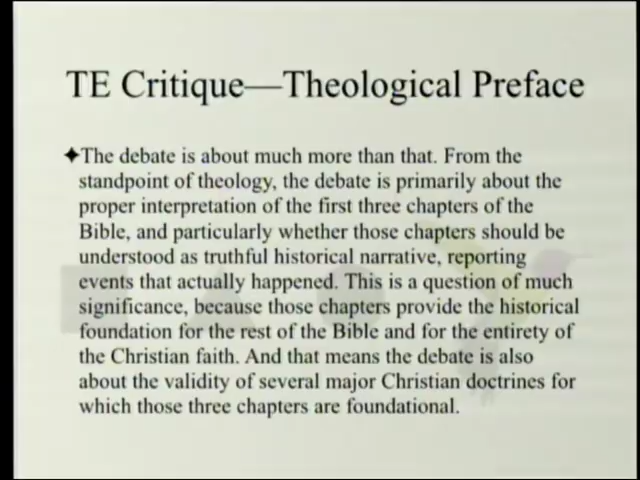 TE Critique—Theological Preface
✦The debate is about much more than that. From the
standpoint of theology, the debate is primarily about the
proper interpretation of the first three chapters of the
Bible, and particularly whether those chapters should be
understood as truthful historical narrative, reporting
events that actually happened. This is a question of much
significance, because those chapters provide the historical
foundation for the rest of the Bible and for the entirety of
the Christian faith. And that means the debate is also
about the validity of several major Christian doctrines for
which those three chapters are foundational.